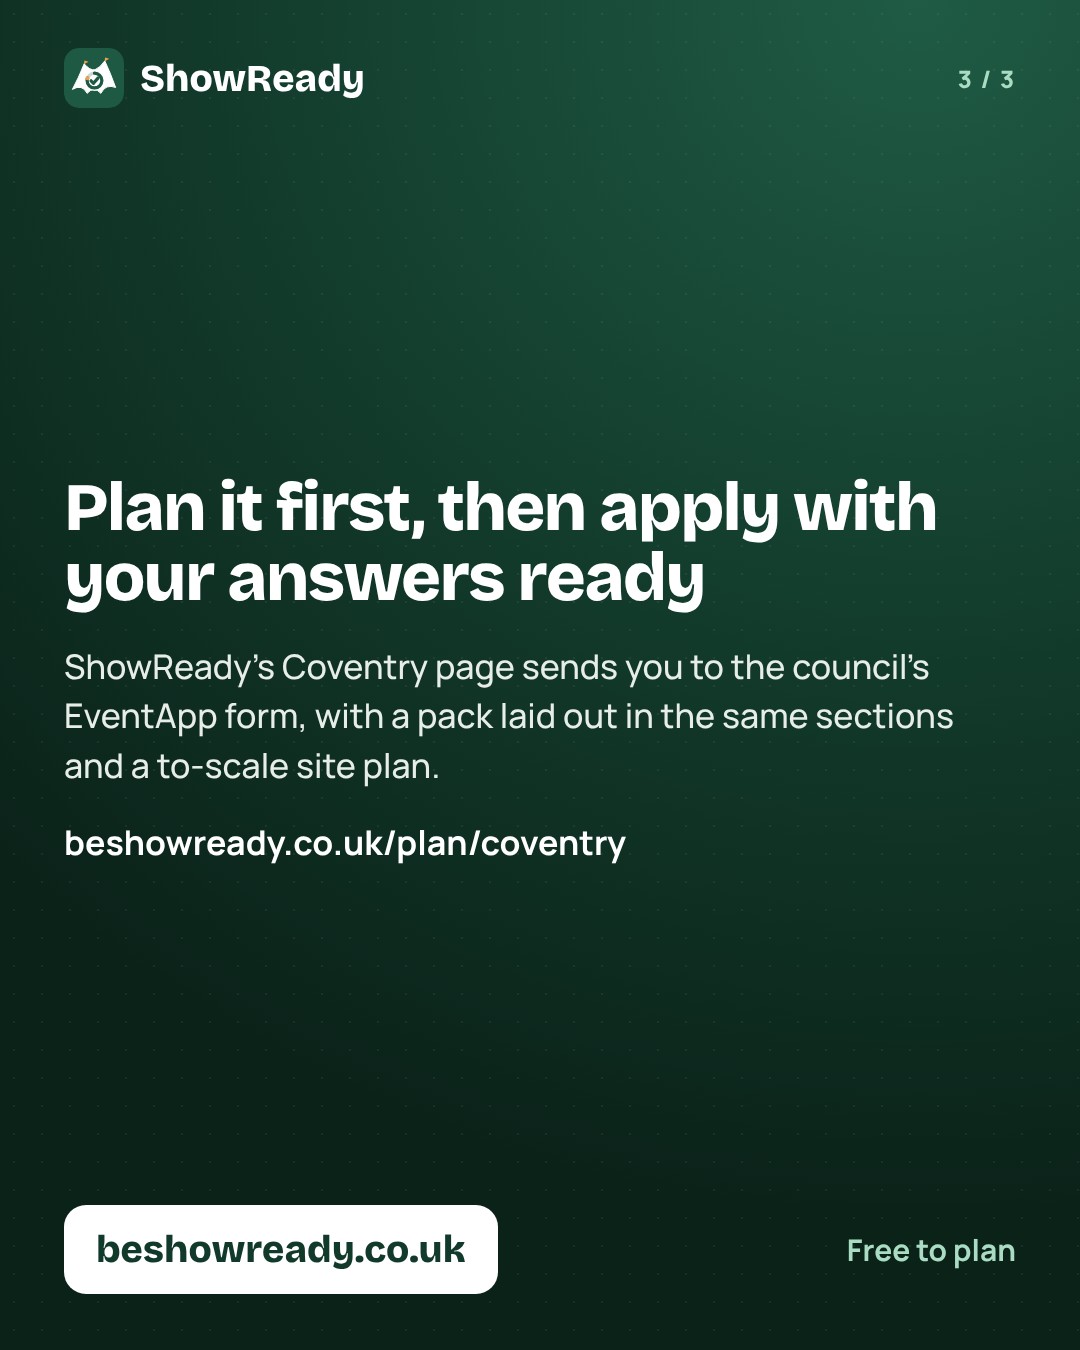 ShowReady
3 / 3
Plan it first, then apply with
your answers ready
ShowReady’s Coventry page sends you to the council’s
EventApp form, with a pack laid out in the same sections
and a to-scale site plan.
beshowready.co.uk/plan/coventry
beshowready.co.uk
Free to plan